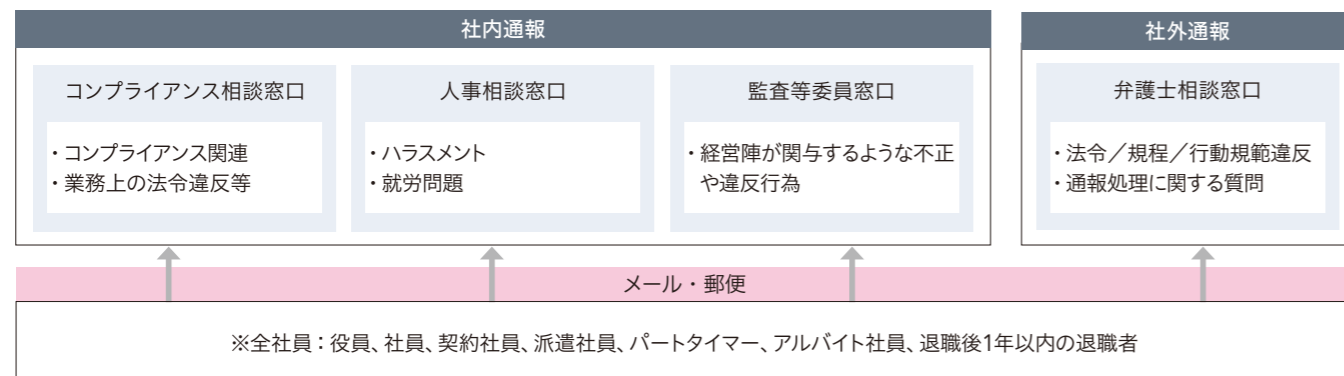 社内通報
コンプライアンス相談窓口
・コンプライアンス関連
・業務上の法令違反等
人事相談窓口
・ハラスメント
・就労問題
監査等委員窓口
・経営陣が関与するような不正
や違反行為
社外通報
弁護士相談窓口
・法令／規程／行動規範違反
・通報処理に関する質問
メール・郵便
※全社員：役員、社員、契約社員、派遣社員、パートタイマー、アルバイト社員、退職後1年以内の退職者